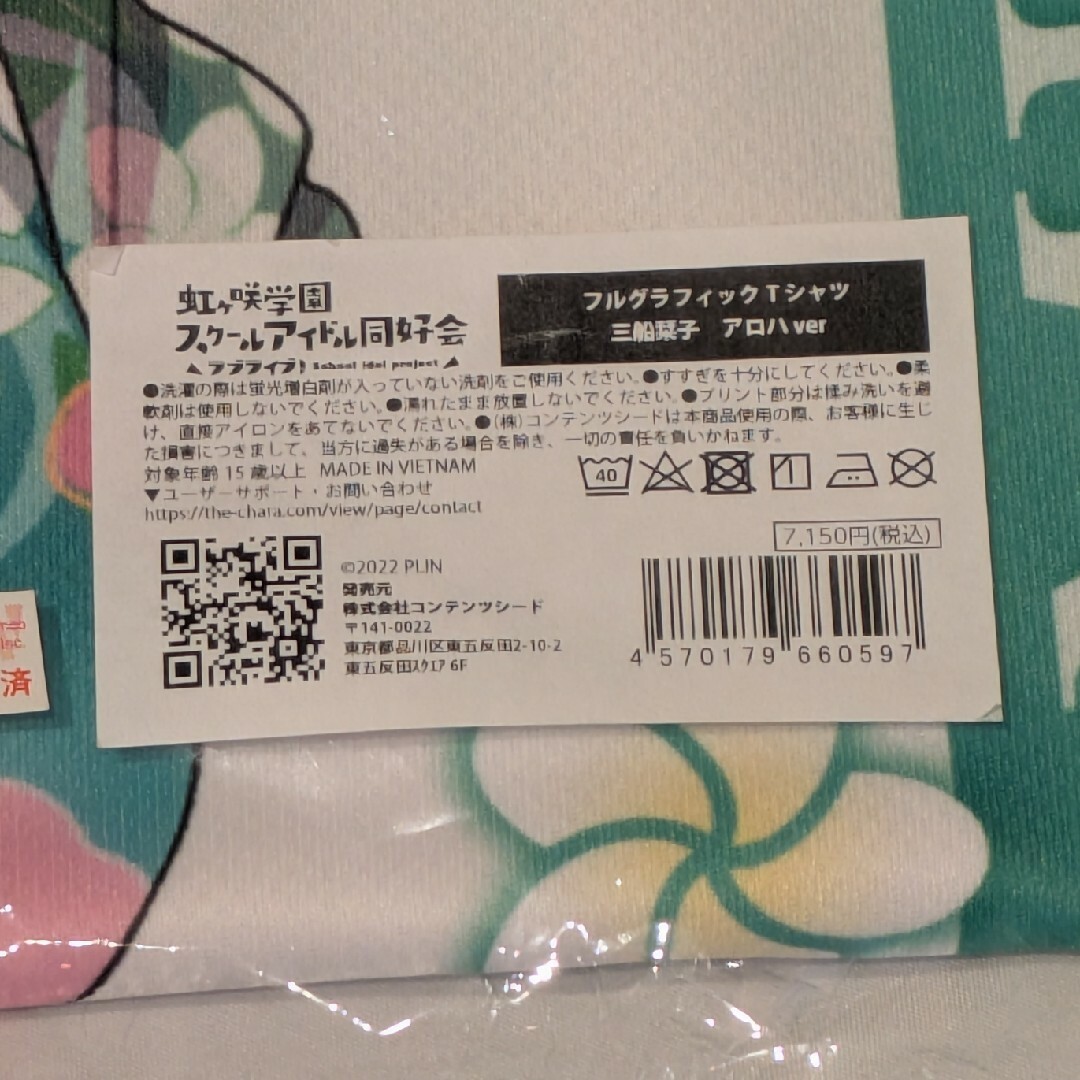 虹ヶ咲学園
スクールアイドル同好会
ラブライブ! School idol project
フルグラフィックTシャツ
三船栞子 アロハver
●洗濯の際は蛍光増白剤が入っていない洗剤をご使用ください。●すすぎを十分にしてください。●柔
軟剤は使用しないでください。●濡れたまま放置しないでください。●プリント部分は揉み洗いを避
け、直接アイロンをあてないでください。●(株)コンテンツシードは本商品使用の際、お客様に生じ
た損害につきまして、当方に過失がある場合を除き、一切の責任を負いかねます。
対象年齢15歳以上 MADE IN VIETNAM
▼ユーザーサポート・お問い合わせ
https://the-chara.com/view/page/contact
40
7,150円(税込)
©2022 PLJN
発売元
株式会社コンテンツシード
〒141-0022
東京都品川区東五反田2-10-2
東五反田スクエア 6F
4 570179 660597
inc.
済